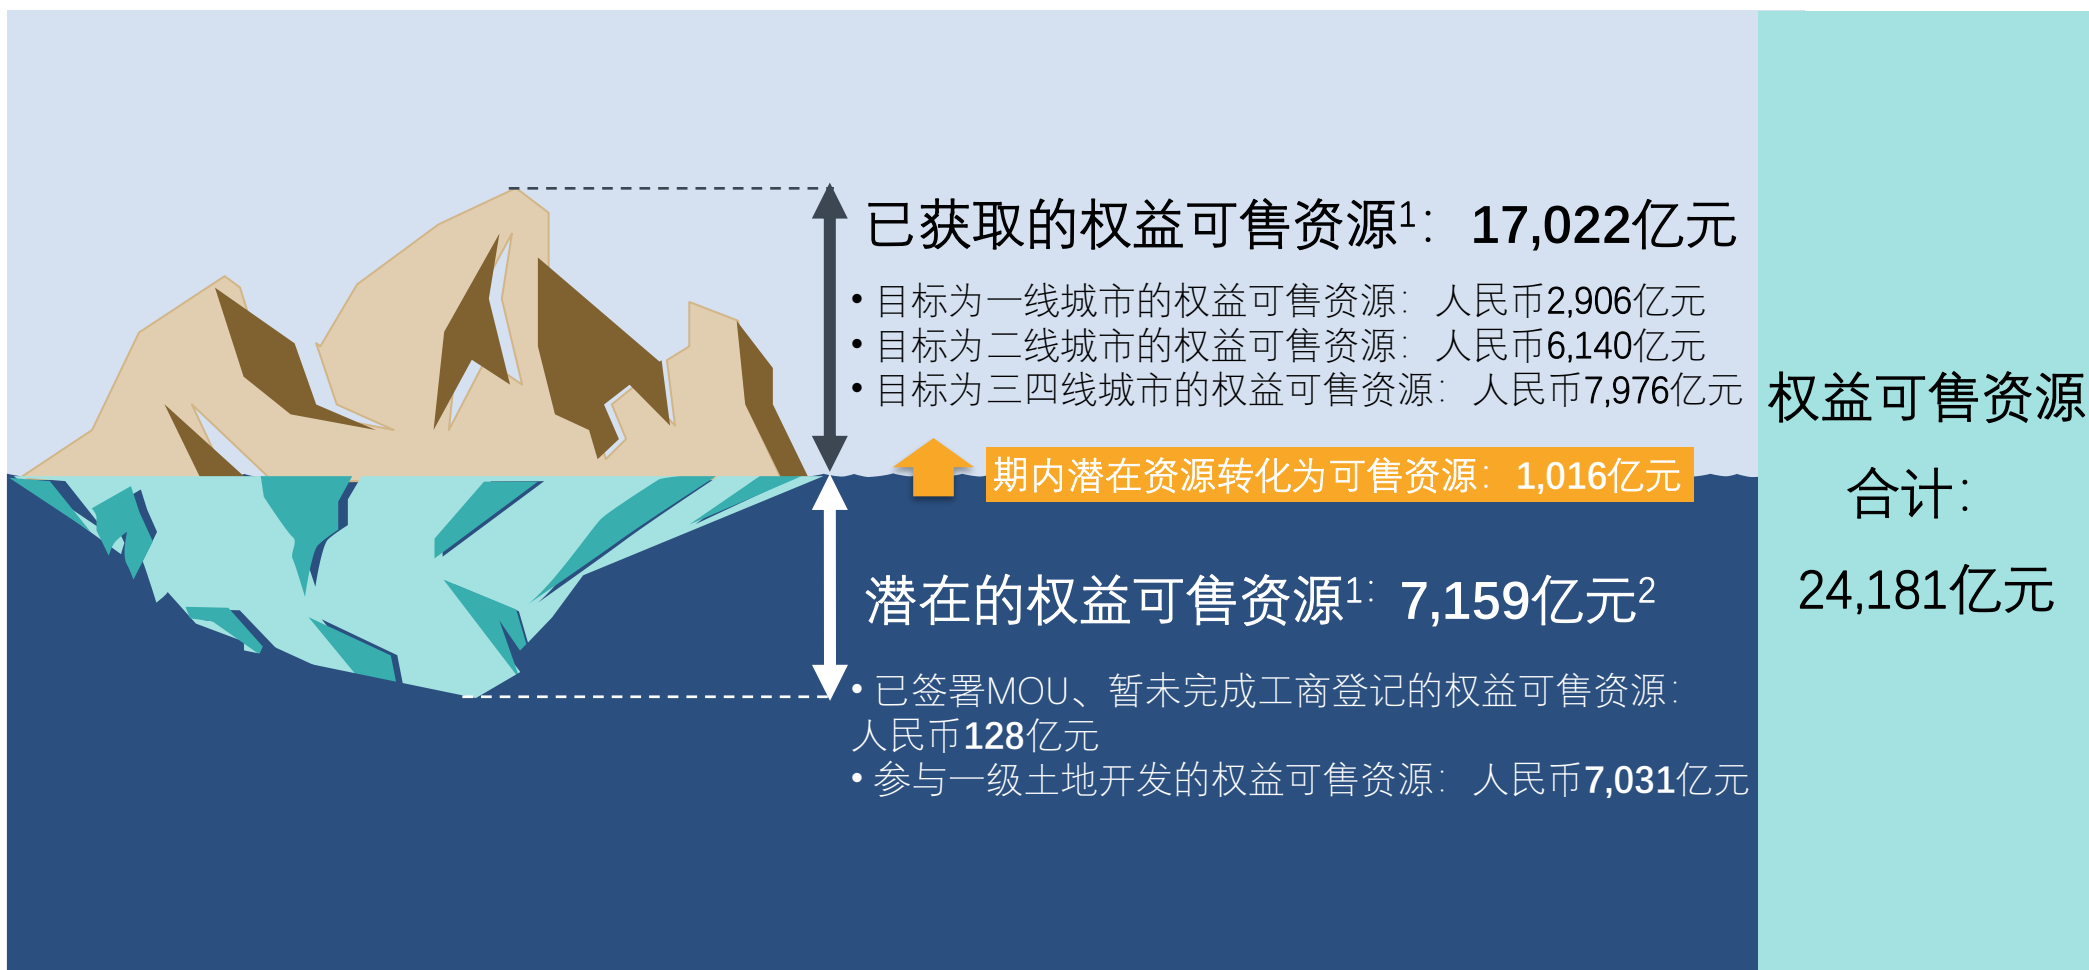 已获取的权益可售资源1： 17,022亿元
• 目标为一线城市的权益可售资源： 人民币2,906亿元
• 目标为二线城市的权益可售资源： 人民币6,140亿元
• 目标为三四线城市的权益可售资源： 人民币7,976亿元
期内潜在资源转化为可售资源： 1,016亿元
潜在的权益可售资源1： 7,159亿元2
• 已签署MOU、暂未完成工商登记的权益可售资源：
人民币128亿元
• 参与一级土地开发的权益可售资源： 人民币7,031亿元
权益可售资源
合计：
24,181亿元